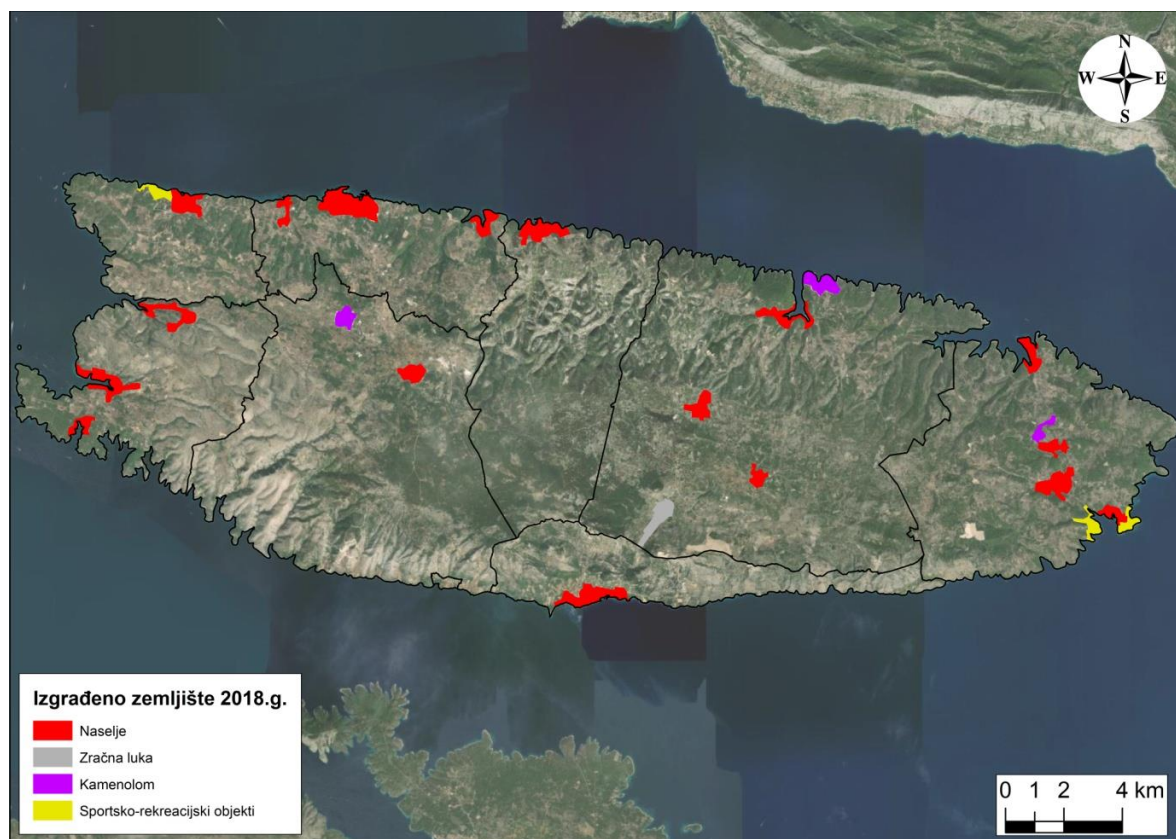 N
W E
S
Izgrađeno zemljište 2018.g.
Naselje
Zračna luka
Kamenolom
Sportsko-rekreacijski objekti
0 1 2 4 km